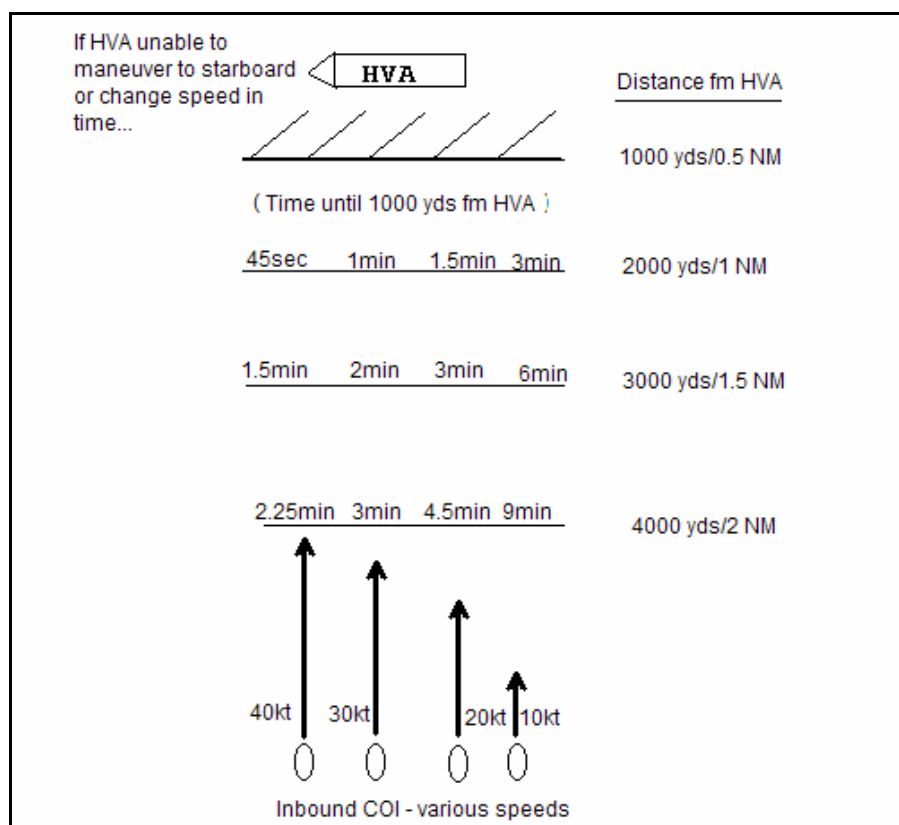 If HVA unable to
maneuver to starboard
or change speed in
time...
HVA
Distance fm HVA
1000 yds/0.5 NM
( Time until 1000 yds fm HVA )
45sec 1min 1.5min 3min
2000 yds/1 NM
1.5min 2min 3min 6min
3000 yds/1.5 NM
2.25min 3min 4.5min 9min
4000 yds/2 NM
40kt 30kt 20kt 10kt
Inbound COI - various speeds